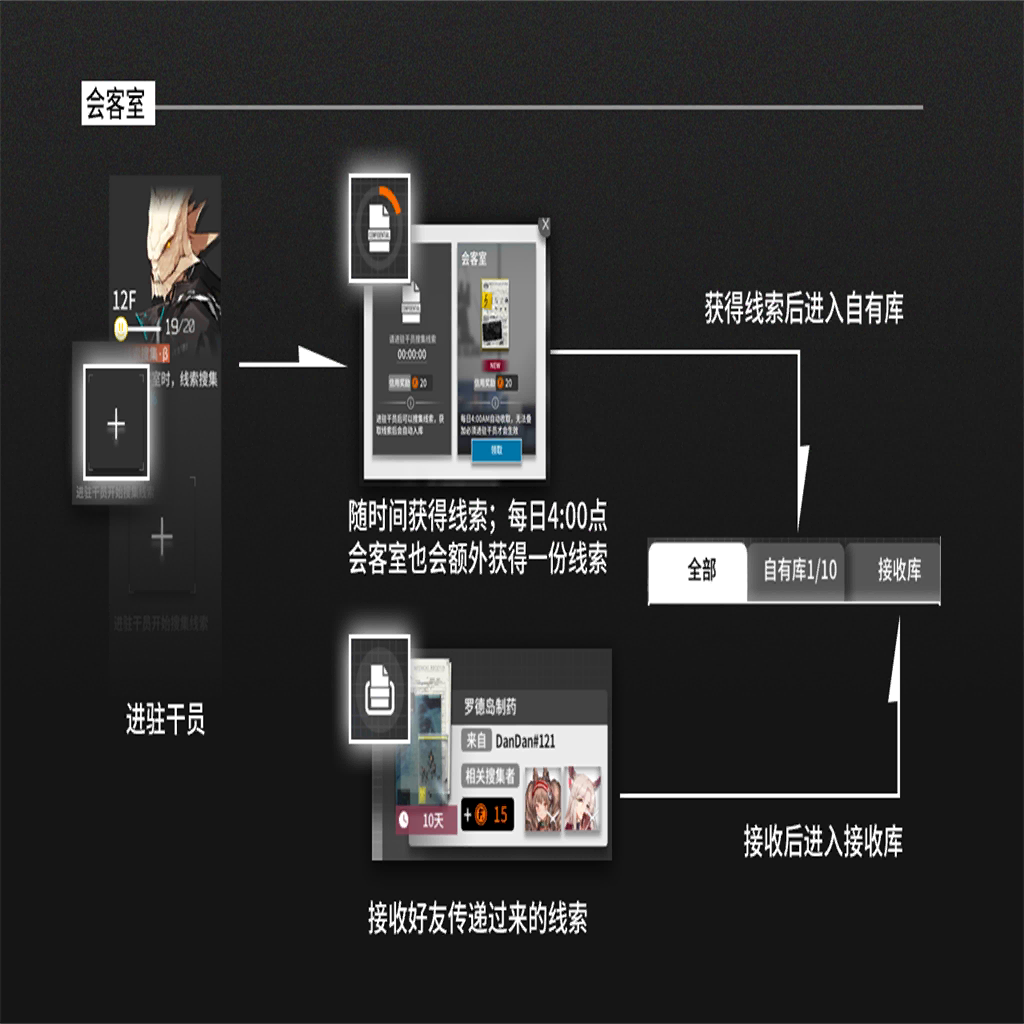 会客室
12F
19/20
搜集·β
室时，线索搜集
进驻干员开始搜集线索
进驻干员开始搜集线索
进驻干员
CONFIDENTIAL
请进驻干员搜集线索
00:00:00
信用奖励 20
进驻干员后可以搜集线索，获
取线索后会自动入库
会客室
NEW
信用奖励 20
每日4:00AM自动收取，无法叠
加必须进驻干员才会生效
领取
随时间获得线索；每日4:00点
会客室也会额外获得一份线索
获得线索后进入自有库
全部
自有库1/10
接收库
罗德岛制药
来自 DanDan#121
相关搜集者
10天
+ 15
接收后进入接收库
接收好友传递过来的线索